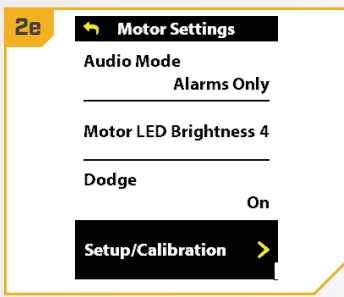 2e
Motor Settings
Audio Mode
Alarms Only
Motor LED Brightness 4
Dodge
On
Setup/Calibration